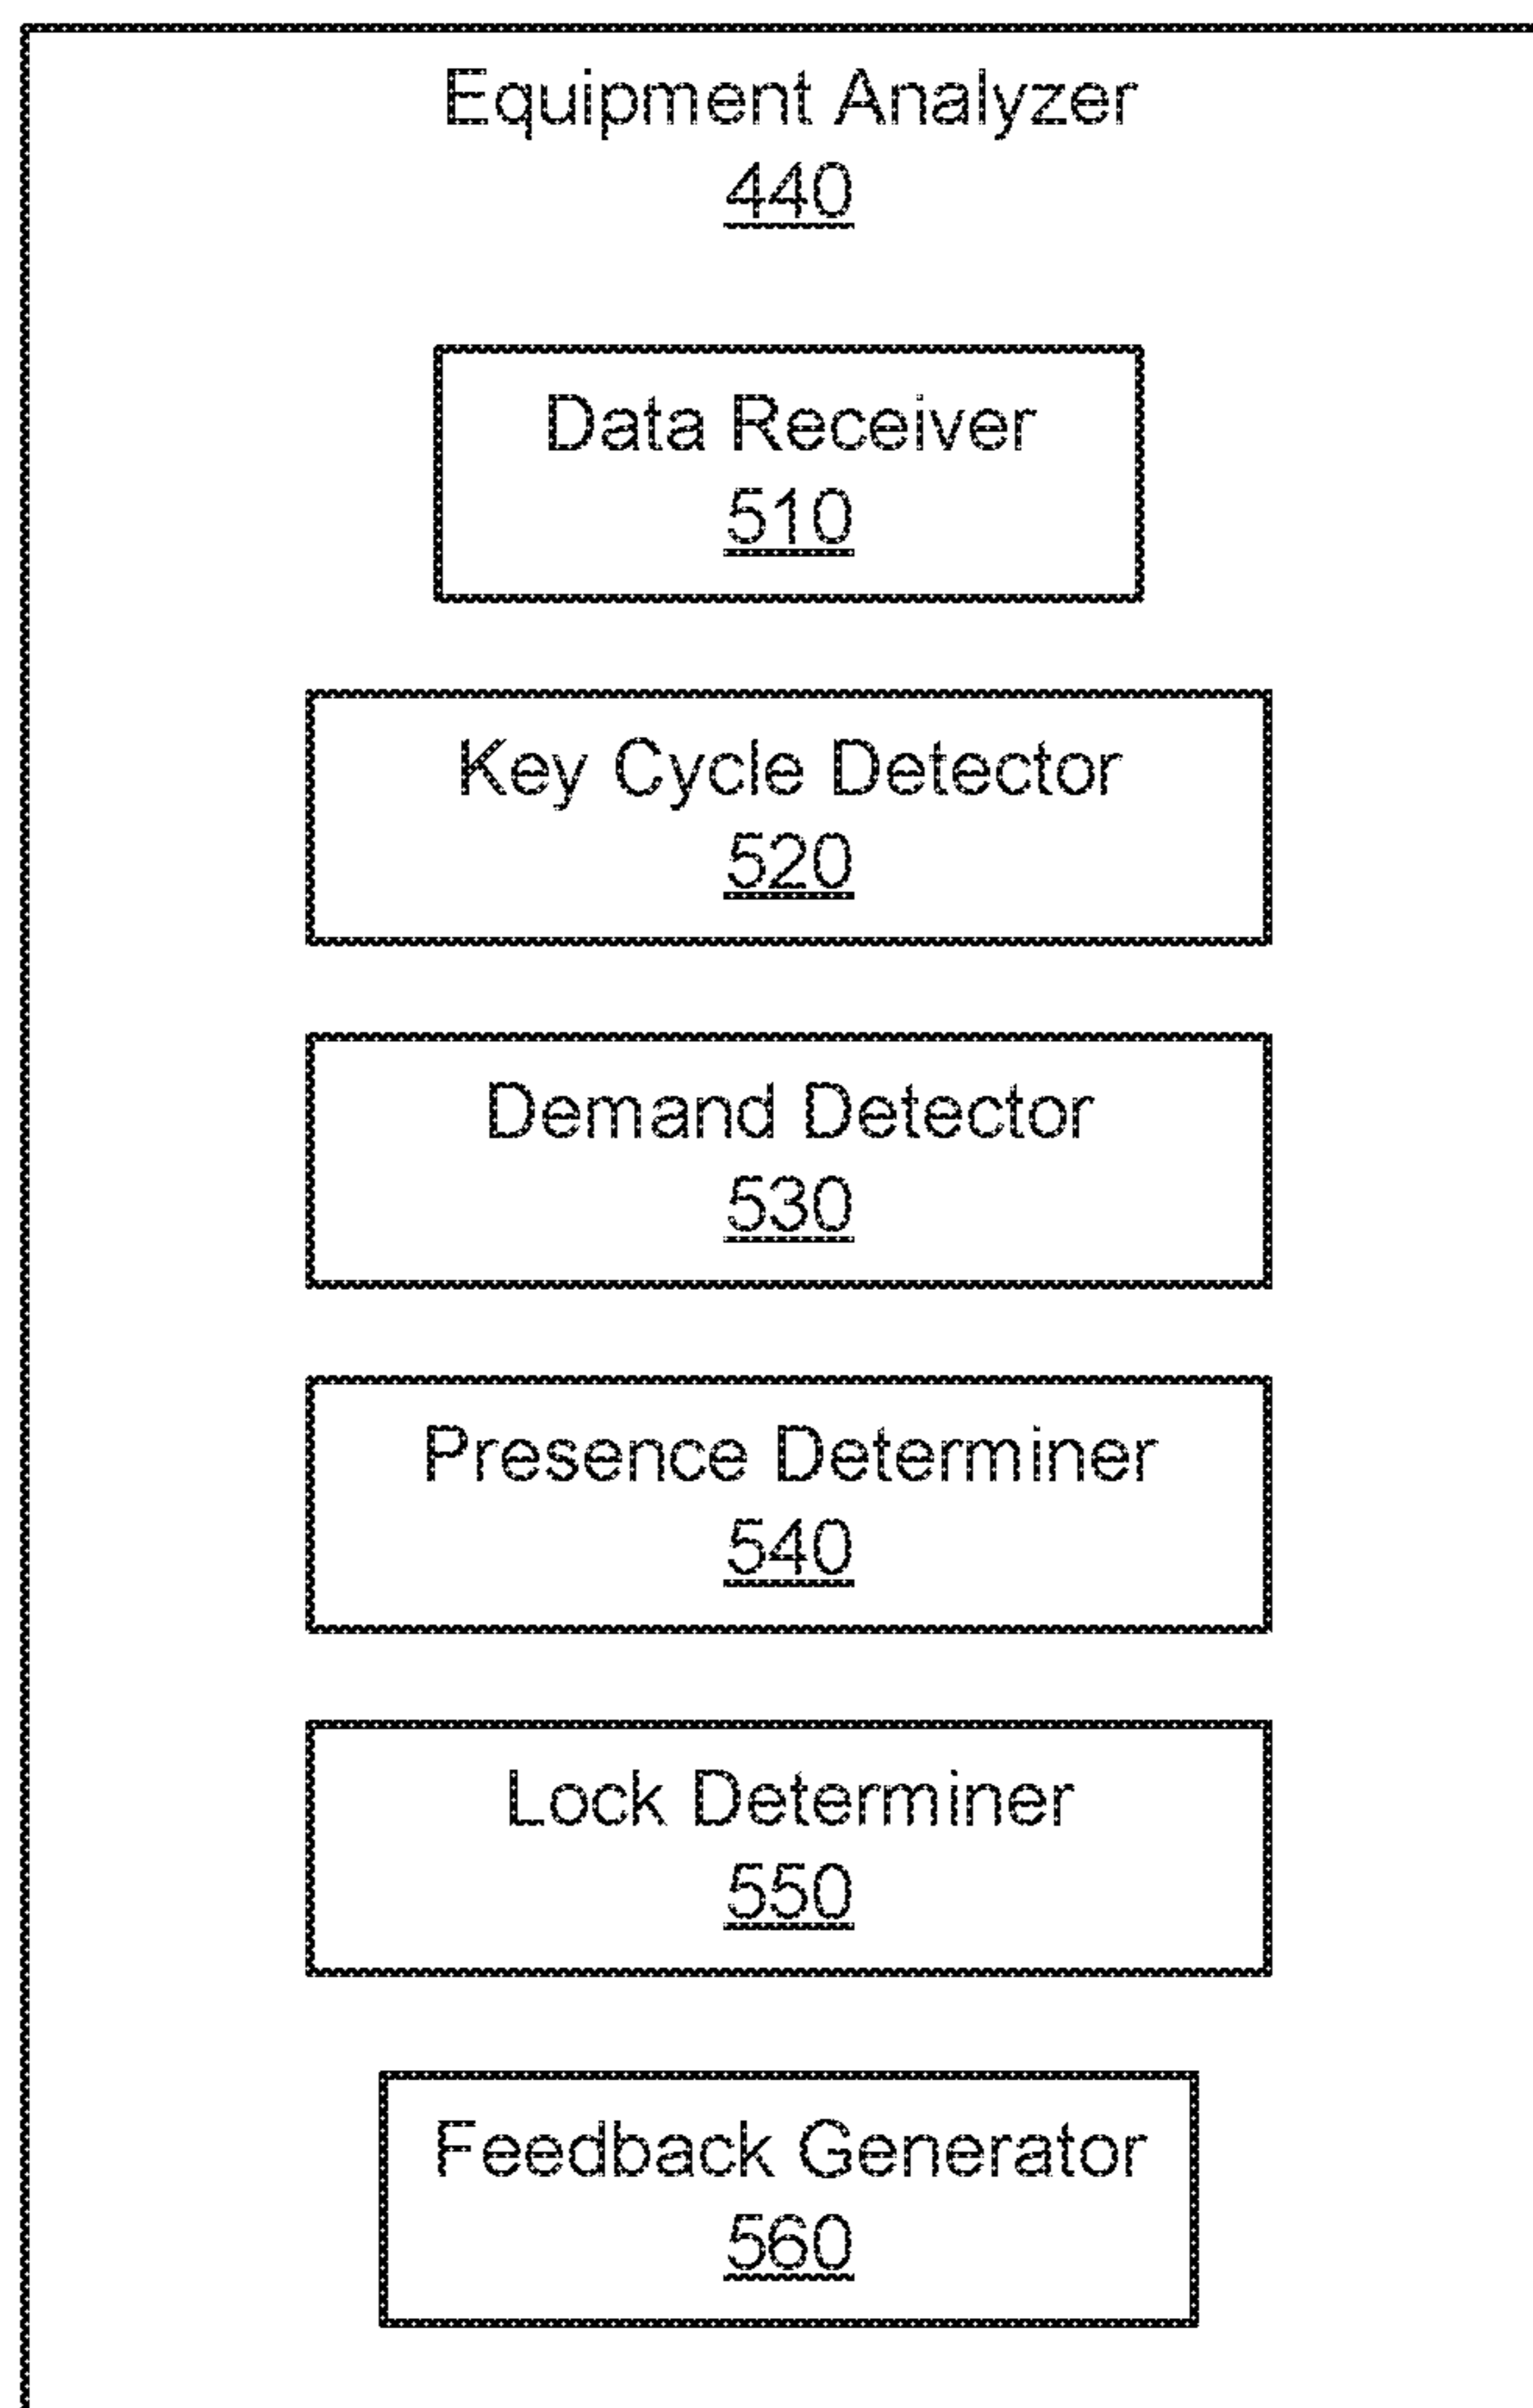 Equipment Analyzer
440
Data Receiver
510
Key Cycle Detector
520
Demand Detector
530
Presence Determiner
540
Lock Determiner
550
Feedback Generator
560